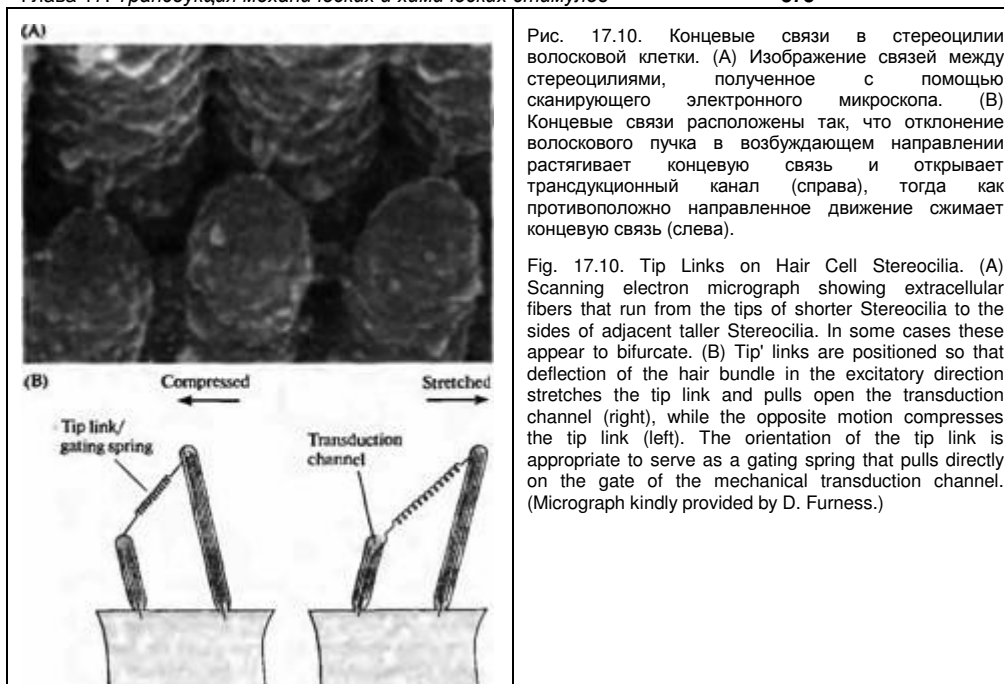 (A)
(B)
Compressed
Stretched
Tip link/
gating spring
Transduction
channel
Рис. 17.10. Концевые связи в стереоцилии
волосковой клетки. (А) Изображение связей между
стереоцилиями, полученное с помощью
сканирующего электронного микроскопа. (В)
Концевые связи расположены так, что отклонение
волоскового пучка в возбуждающем направлении
растягивает концевую связь и открывает
трансдукционный канал (справа), тогда как
противоположно направленное движение сжимает
концевую связь (слева).
Fig. 17.10. Tip Links on Hair Cell Stereocilia. (A)
Scanning electron micrograph showing extracellular
fibers that run from the tips of shorter Stereocilia to the
sides of adjacent taller Stereocilia. In some cases these
appear to bifurcate. (B) Tip' links are positioned so that
deflection of the hair bundle in the excitatory direction
stretches the tip link and pulls open the transduction
channel (right), while the opposite motion compresses
the tip link (left). The orientation of the tip link is
appropriate to serve as a gating spring that pulls directly
on the gate of the mechanical transduction channel.
(Micrograph kindly provided by D. Furness.)